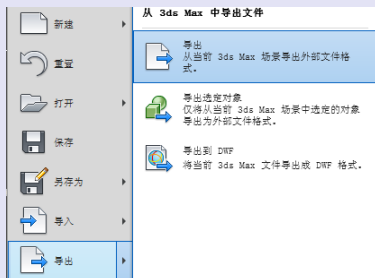 新建
重置
打开
保存
另存为
导入
导出
从 3ds Max 中导出文件
导出
从当前 3ds Max 场景导出外部文件格
式。
导出选定对象
仅将从当前 3ds Max 场景中选定的对象
导出为外部文件格式。
导出到 DWF
将当前 3ds Max 文件导出成 DWF 格式。